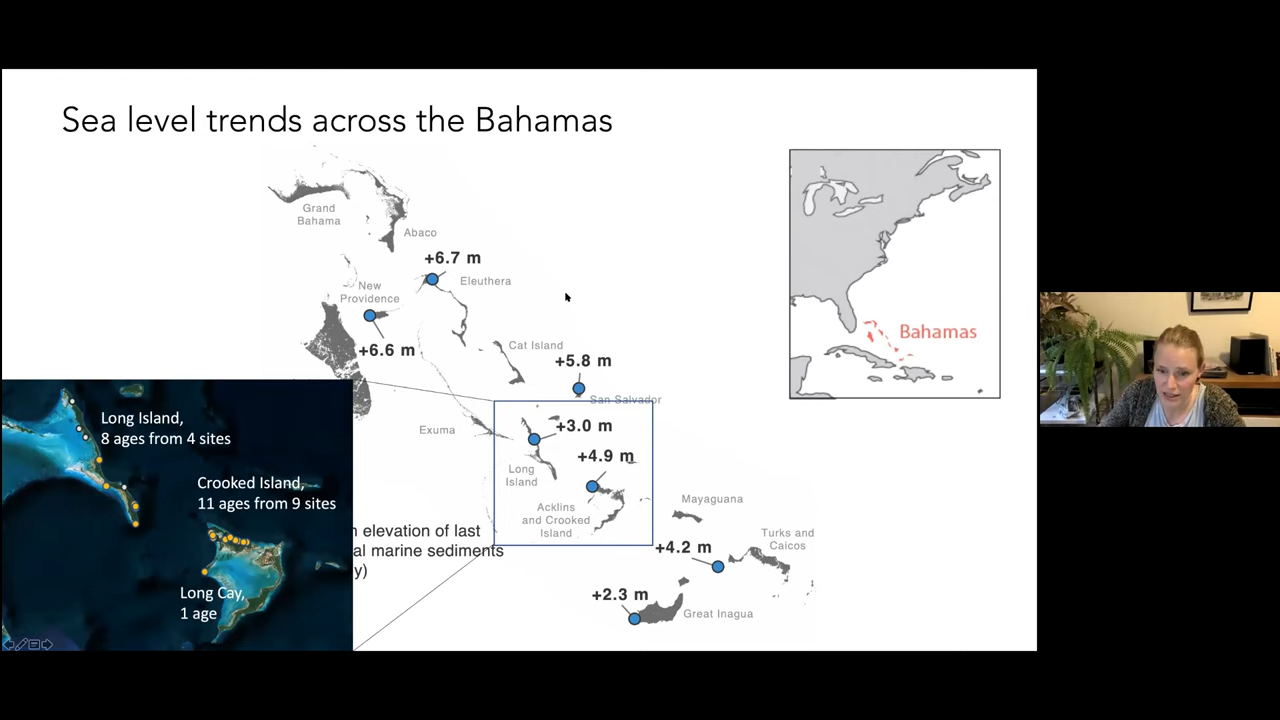 Sea level trends across the Bahamas
Grand
Bahama
Abaco
+6.7 m
Eleuthera
New
Providence
+6.6 m
Cat Island
+5.8 m
San Salvador
Exuma
+3.0 m
Long
Island
+4.9 m
Acklins
and Crooked
Island
Mayaguana
Turks and
Caicos
+4.2 m
+2.3 m
Great Inagua
elevation of last
marine sediments
Bahamas
Long Island,
8 ages from 4 sites
Crooked Island,
11 ages from 9 sites
Long Cay,
1 age